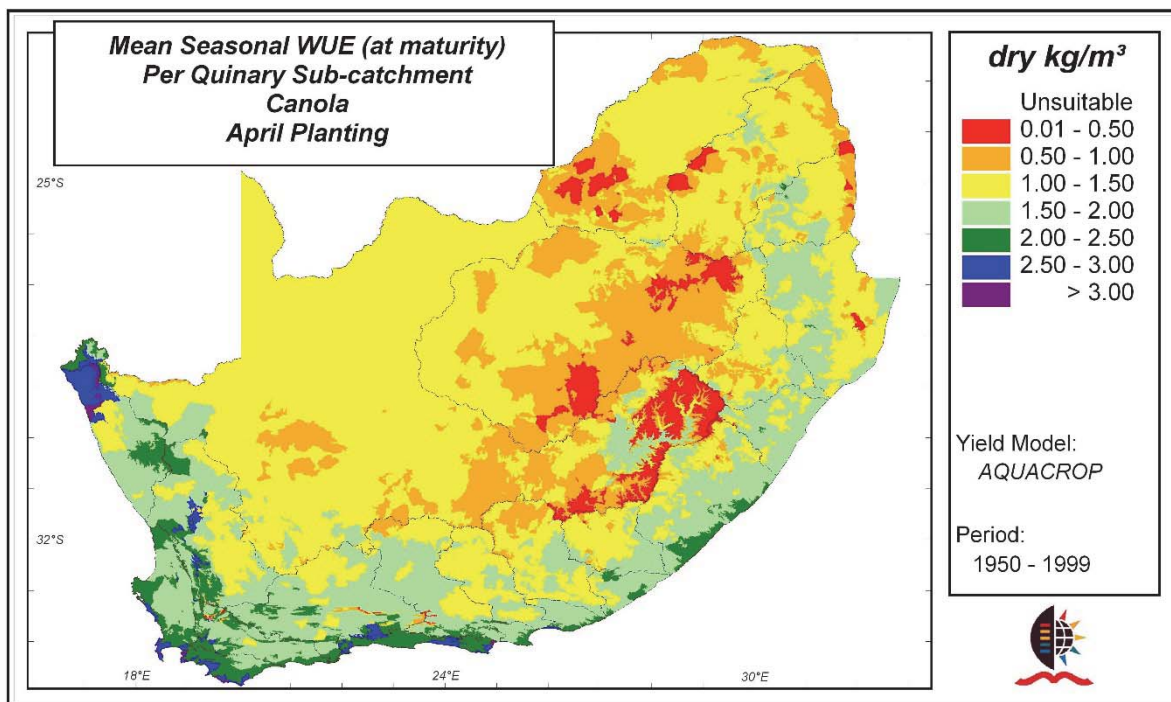 Mean Seasonal WUE (at maturity)
Per Quinary Sub-catchment
Canola
April Planting
dry kg/m³
Unsuitable
0.01 - 0.50
0.50 - 1.00
1.00 - 1.50
1.50 - 2.00
2.00 - 2.50
2.50 - 3.00
> 3.00
Yield Model:
AQUACROP
Period:
1950 - 1999
25°S
32°S
18°E
24°E
30°E